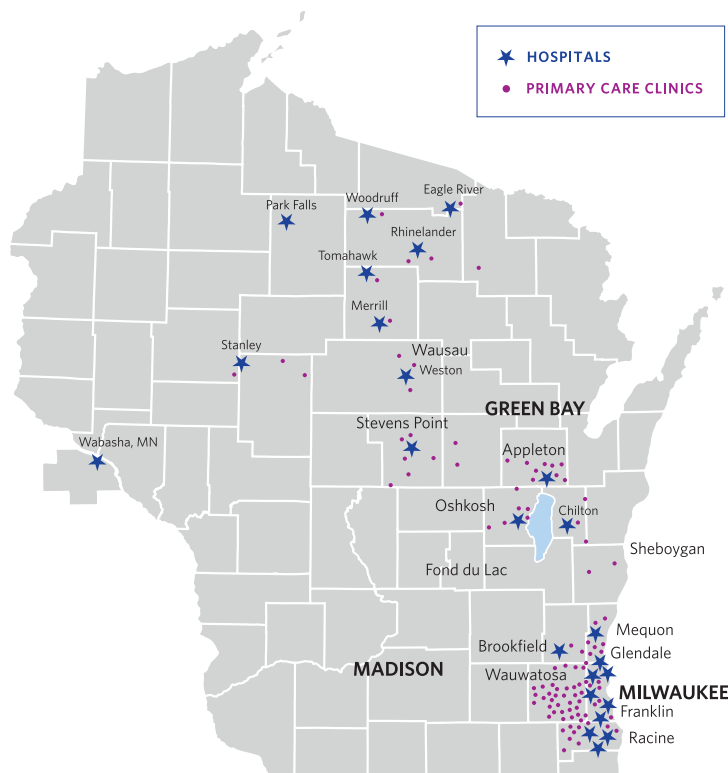 HOSPITALS
PRIMARY CARE CLINICS
Eagle River
Woodruff
Park Falls
Rhinelander
Tomahawk
Merrill
Stanley
Wausau
Weston
GREEN BAY
Stevens Point
Wabasha, MN
Appleton
Oshkosh
Chilton
Sheboygan
Fond du Lac
Mequon
Brookfield
Glendale
MADISON
Wauwatosa
MILWAUKEE
Franklin
Racine